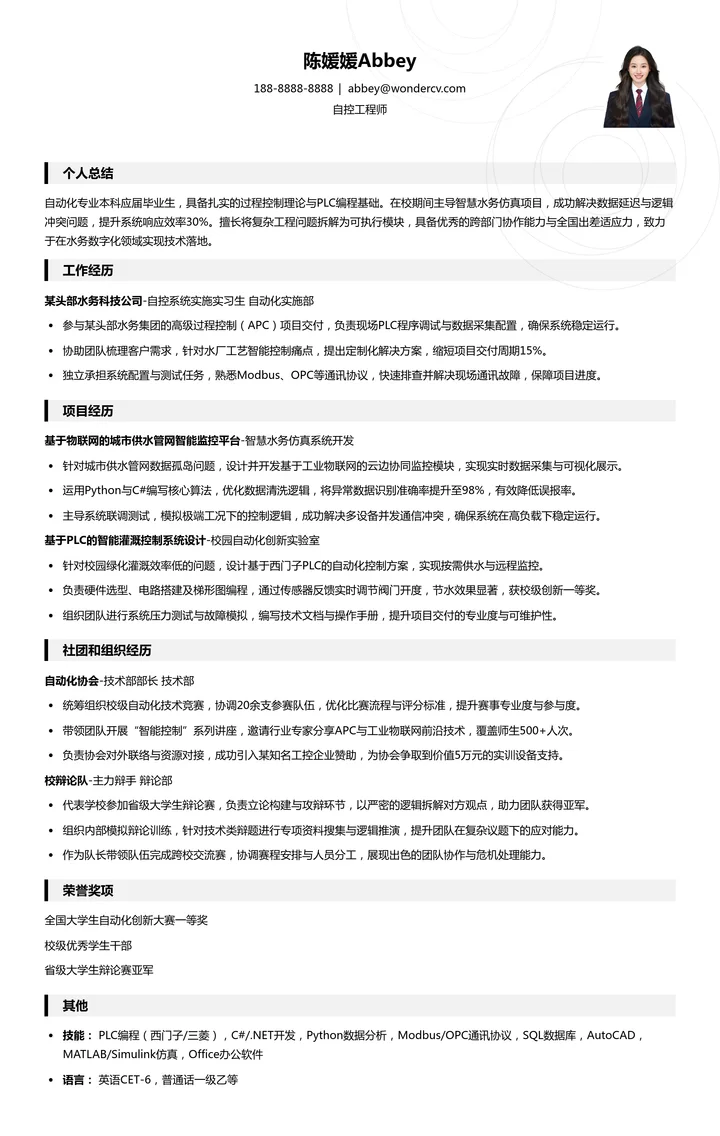 陈媛媛Abbey
188-8888-8888 | abbey@wondercv.com
自控工程师
个人总结
自动化专业本科应届毕业生，具备扎实的过程控制理论与PLC编程基础。在校期间主导智慧水务仿真项目，成功解决数据延迟与逻辑
冲突问题，提升系统响应效率30%。擅长将复杂工程问题拆解为可执行模块，具备优秀的跨部门协作能力与全国出差适应力，致力
于在水务数字化领域实现技术落地。
工作经历
某头部水务科技公司-自控系统实施实习生 自动化实施部
• 参与某头部水务集团的高级过程控制（APC）项目交付，负责现场PLC程序调试与数据采集配置，确保系统稳定运行。
• 协助团队梳理客户需求，针对水厂工艺智能控制痛点，提出定制化解决方案，缩短项目交付周期15%。
• 独立承担系统配置与测试任务，熟悉Modbus、OPC等通讯协议，快速排查并解决现场通讯故障，保障项目进度。
项目经历
基于物联网的城市供水管网智能监控平台-智慧水务仿真系统开发
• 针对城市供水管网数据孤岛问题，设计并开发基于工业物联网的云边协同监控模块，实现实时数据采集与可视化展示。
• 运用Python与C#编写核心算法，优化数据清洗逻辑，将异常数据识别准确率提升至98%，有效降低误报率。
• 主导系统联调测试，模拟极端工况下的控制逻辑，成功解决多设备并发通信冲突，确保系统在高负载下稳定运行。
基于PLC的智能灌溉控制系统设计-校园自动化创新实验室
• 针对校园绿化灌溉效率低的问题，设计基于西门子PLC的自动化控制方案，实现按需供水与远程监控。
• 负责硬件选型、电路搭建及梯形图编程，通过传感器反馈实时调节阀门开度，节水效果显著，获校级创新一等奖。
• 组织团队进行系统压力测试与故障模拟，编写技术文档与操作手册，提升项目交付的专业度与可维护性。
社团和组织经历
自动化协会-技术部部长 技术部
• 统筹组织校级自动化技术竞赛，协调20余支参赛队伍，优化比赛流程与评分标准，提升赛事专业度与参与度。
• 带领团队开展“智能控制”系列讲座，邀请行业专家分享APC与工业物联网前沿技术，覆盖师生500+人次。
• 负责协会对外联络与资源对接，成功引入某知名工控企业赞助，为协会争取到价值5万元的实训设备支持。
校辩论队-主力辩手 辩论部
• 代表学校参加省级大学生辩论赛，负责立论构建与攻辩环节，以严密的逻辑拆解对方观点，助力团队获得亚军。
• 组织内部模拟辩论训练，针对技术类辩题进行专项资料搜集与逻辑推演，提升团队在复杂议题下的应对能力。
• 作为队长带领队伍完成跨校交流赛，协调赛程安排与人员分工，展现出色的团队协作与危机处理能力。
荣誉奖项
全国大学生自动化创新大赛一等奖
校级优秀学生干部
省级大学生辩论赛亚军
其他
• 技能： PLC编程（西门子/三菱），C#/.NET开发，Python数据分析，Modbus/OPC通讯协议，SQL数据库，AutoCAD，
MATLAB/Simulink仿真，Office办公软件
• 语言： 英语CET-6，普通话一级乙等